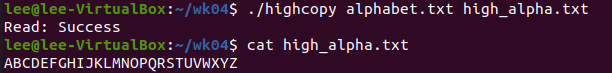 lee@lee-VirtualBox:~/wk04$ ./highcopy alphabet.txt high_alpha.txt
Read: Success
lee@lee-VirtualBox:~/wk04$ cat high_alpha.txt
ABCDEFGHIJKLMNOPQRSTUVWXYZ